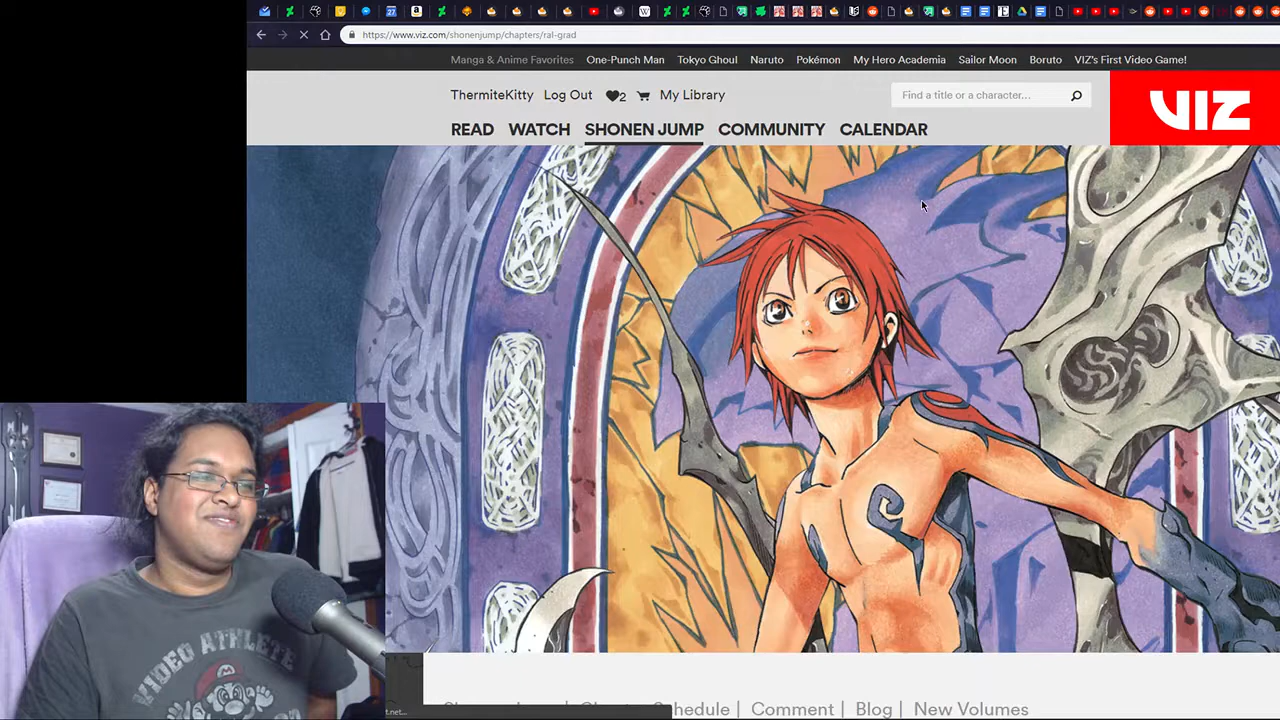 https://www.viz.com/shonenjump/chapters/ral-grad
Manga & Anime Favorites One-Punch Man Tokyo Ghoul Naruto Pokémon My Hero Academia Sailor Moon Boruto VIZ's First Video Game!
ThermiteKitty Log Out 2 My Library Find a title or a character...
VIZ
READ WATCH SHONEN JUMP COMMUNITY CALENDAR
VIDEO ATHLETE
Schedule | Comment | Blog | New Volumes